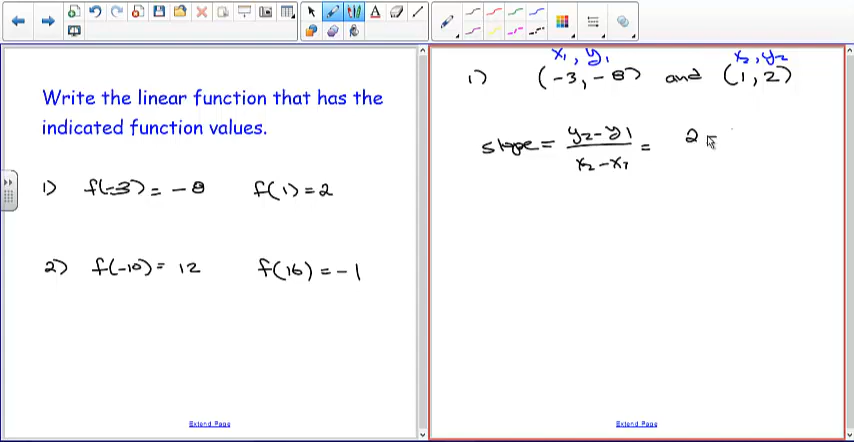 Write the linear function that has the
indicated function values.
1) f(-3) = -8 f(1) = 2
2) f(-10) = 12 f(16) = -1
Extend Page
x₁, y₁ x₂, y₂
1) (-3, -8) and (1, 2)
slope = y₂-y₁ / x₂-x₁ = 2 -
Extend Page